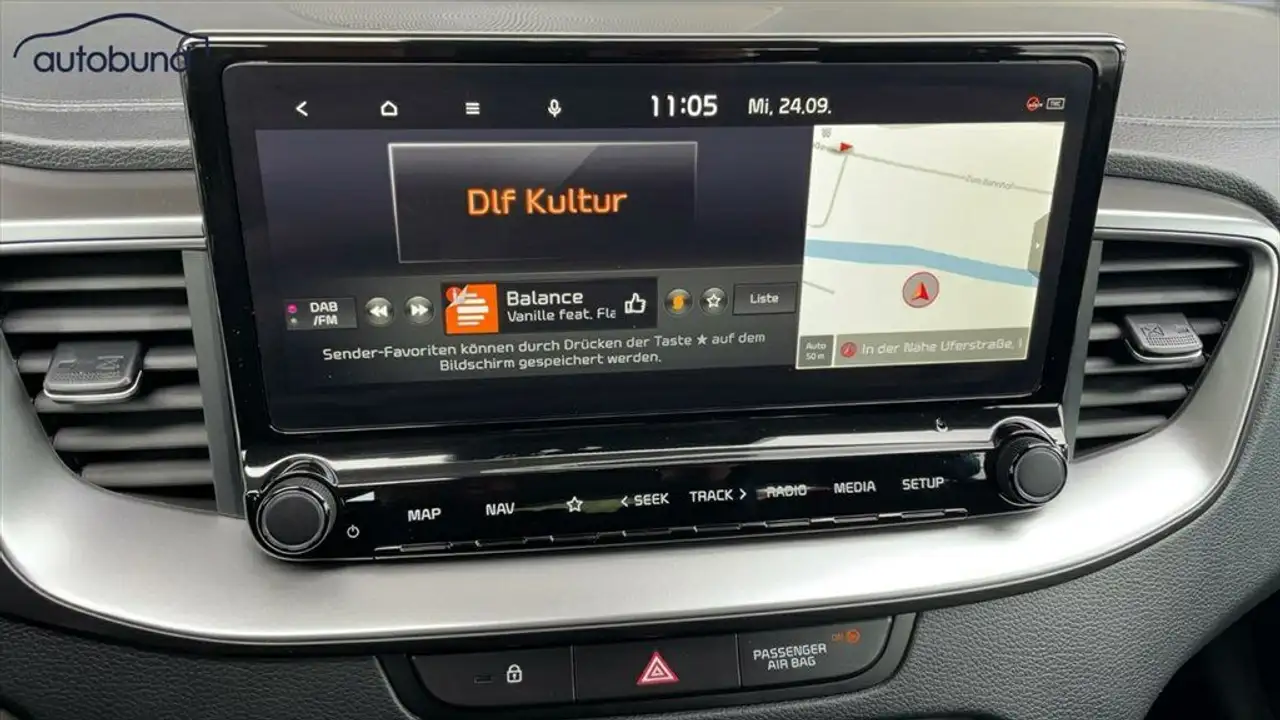 autobund
11:05 Mi, 24.09.
Dlf Kultur
DAB
/FM
Balance
Vanille feat. Fla
Liste
Sender-Favoriten können durch Drücken der Taste ★ auf dem
Bildschirm gespeichert werden.
Auto
50 m
In der Nähe Uferstraße, I
MAP NAV < SEEK TRACK > RADIO MEDIA SETUP
PASSENGER
AIR BAG
ON